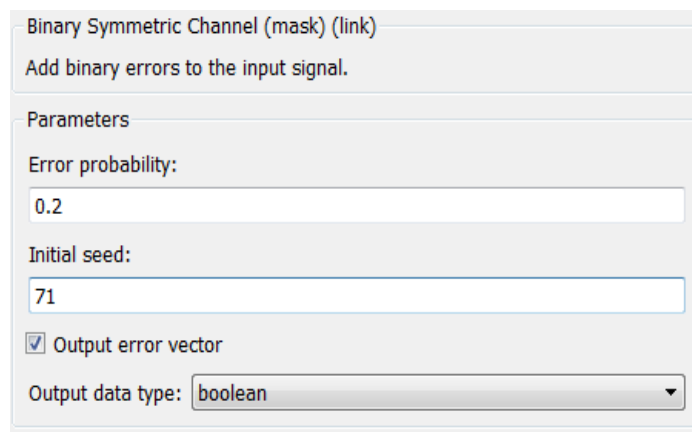 Binary Symmetric Channel (mask) (link)
Add binary errors to the input signal.
Parameters
Error probability:
0.2
Initial seed:
71
Output error vector
Output data type: boolean